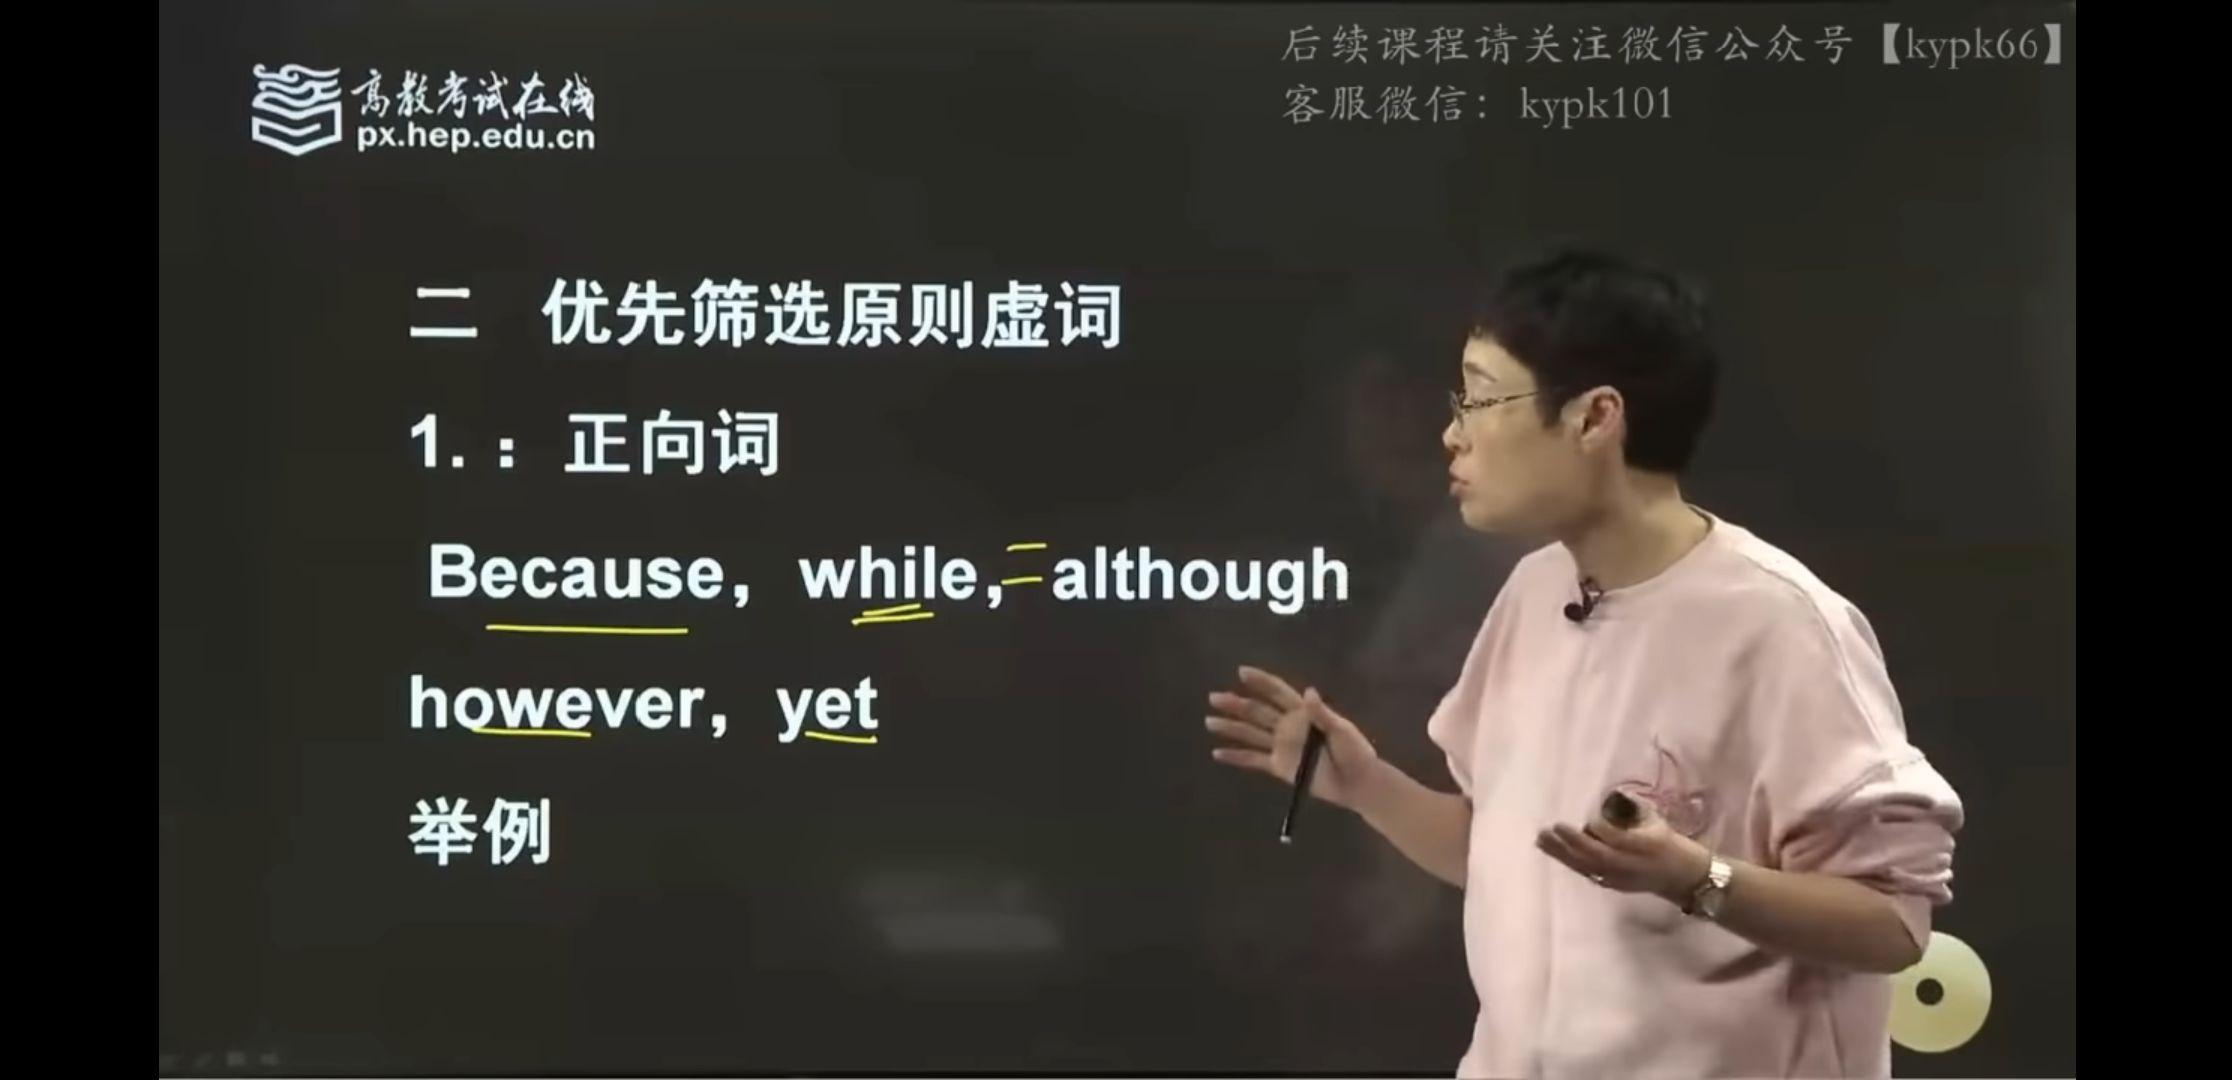 后续课程请关注微信公众号【kypk66】
客服微信：kypk101
高教考试在线
px.hep.edu.cn
二 优先筛选原则虚词
1. ：正向词
Because，while，=although
however，yet
举例